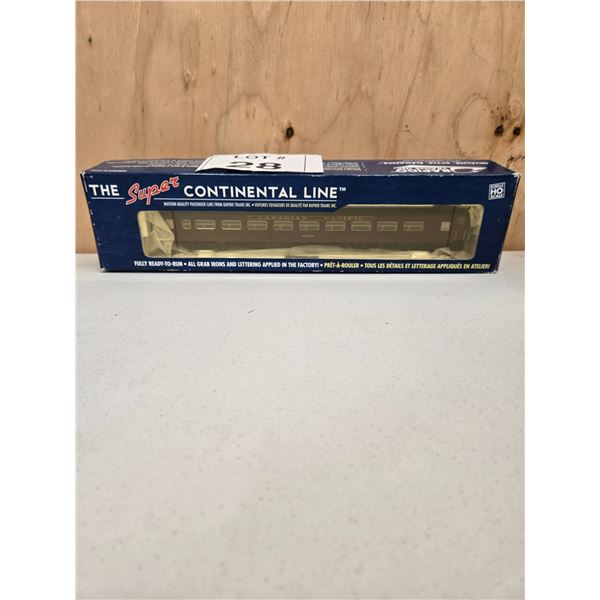 LOT #
28
THE Super CONTINENTAL LINE™
MUSEUM-QUALITY PASSENGER CARS FROM RAPIDO TRAINS INC. • VOITURES VOYAGEURS DE QUALITÉ PAR RAPIDO TRAINS INC.
HO
SCALE
CANADIAN PACIFIC
FULLY READY-TO-RUN • ALL GRAB IRONS AND LETTERING APPLIED IN THE FACTORY! • PRÊT-À-ROULER • TOUS LES DÉTAILS ET LETTERAGE APPLIQUÉS EN ATELIER!